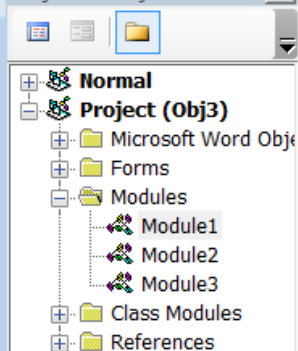 Normal
Project (Obj3)
Microsoft Word Obje
Forms
Modules
Module1
Module2
Module3
Class Modules
References